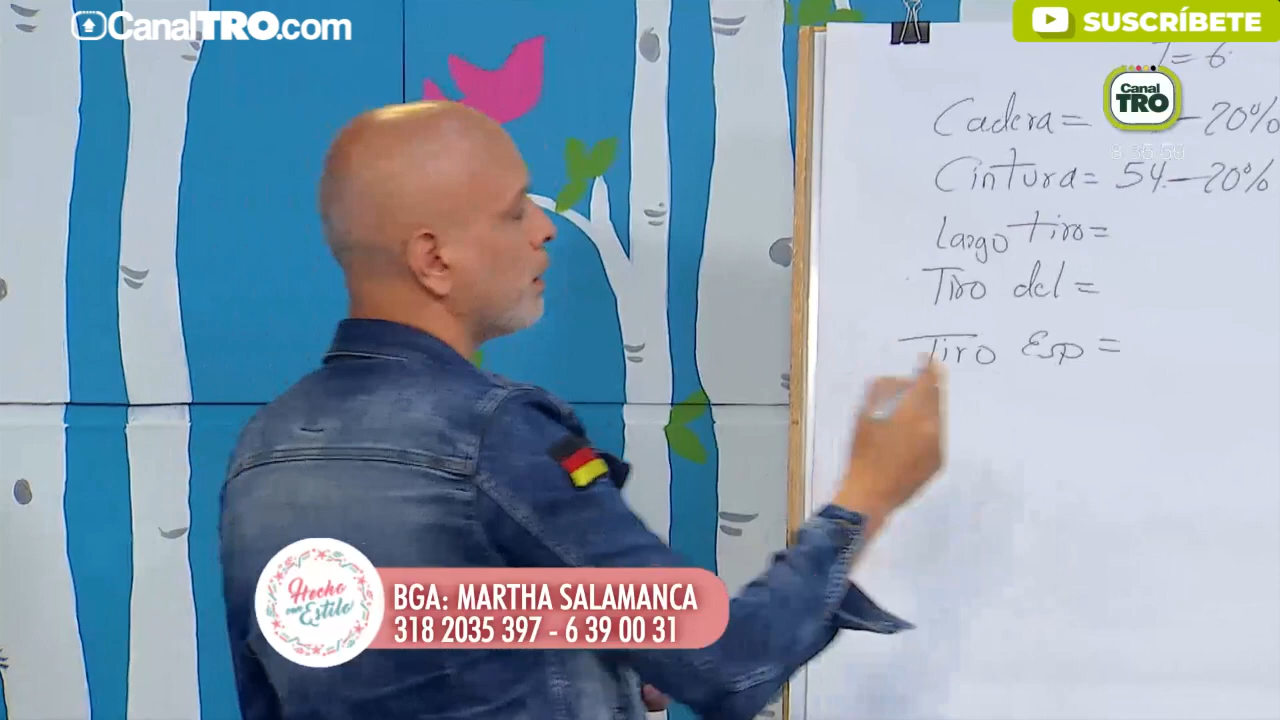 CanalTRO.com
SUSCRÍBETE
T= 6.
Canal
TRO
Cadera= -20%
Cintura= 54.-20%
Largo tiro=
Tiro del =
Tiro Esp =
Hecho
con Estilo
BGA: MARTHA SALAMANCA
318 2035 397 - 6 39 00 31